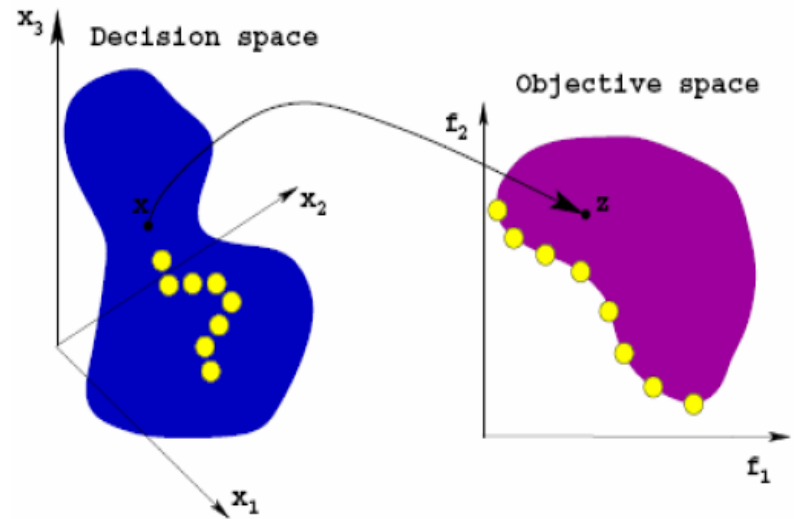 x3
Decision space
Objective space
f2
x
x2
z
x1
f1